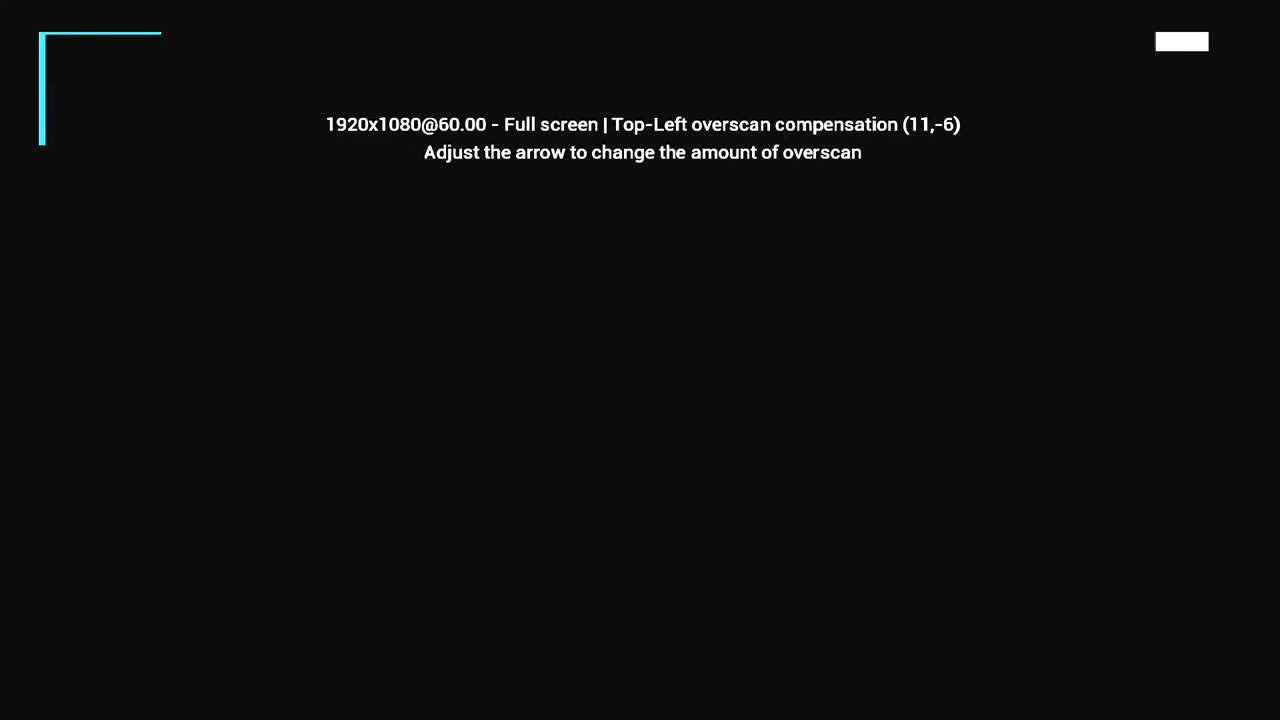 1920x1080@60.00 - Full screen | Top-Left overscan compensation (11,-6)
Adjust the arrow to change the amount of overscan